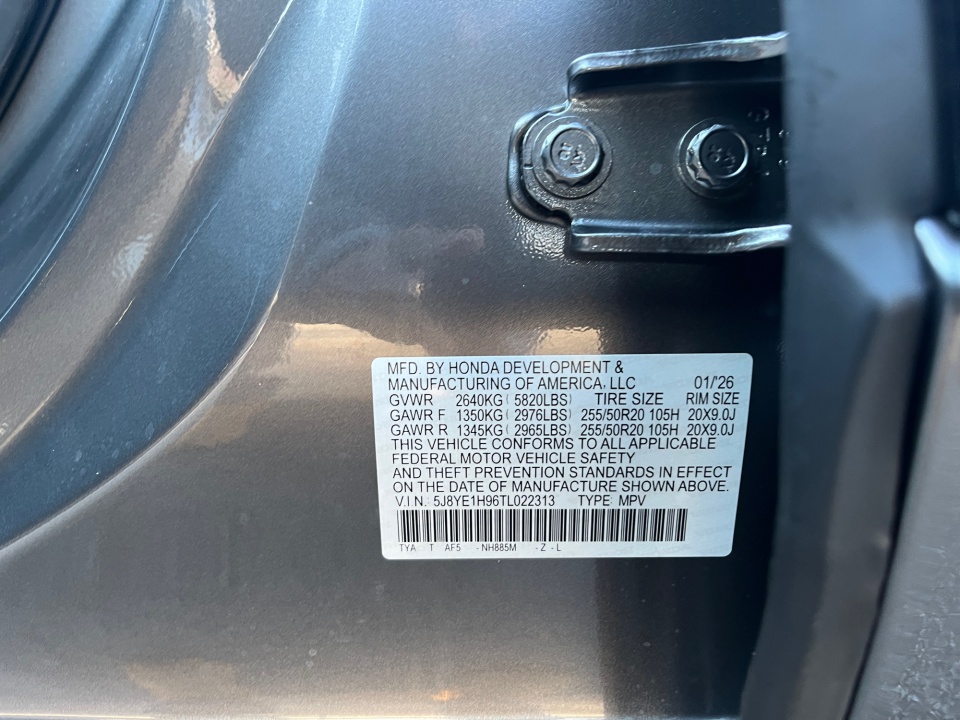 MFD. BY HONDA DEVELOPMENT &
MANUFACTURING OF AMERICA, LLC 01/'26
GVWR 2640KG ( 5820LBS) TIRE SIZE RIM SIZE
GAWR F 1350KG ( 2976LBS) 255/50R20 105H 20X9.0J
GAWR R 1345KG ( 2965LBS) 255/50R20 105H 20X9.0J
THIS VEHICLE CONFORMS TO ALL APPLICABLE
FEDERAL MOTOR VEHICLE SAFETY
AND THEFT PREVENTION STANDARDS IN EFFECT
ON THE DATE OF MANUFACTURE SHOWN ABOVE.
V.I.N. 5J8YE1H96TL022313 TYPE: MPV
TYA T AF5 - NH885M - Z - L